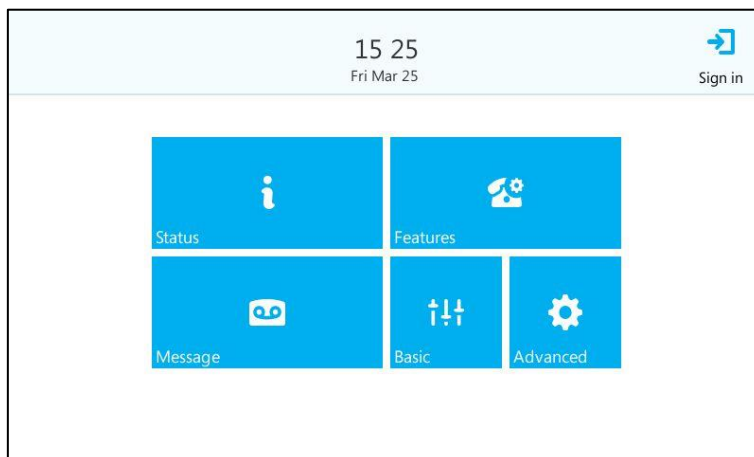 15 25
Fri Mar 25
Sign in
Status
Features
Message
Basic
Advanced